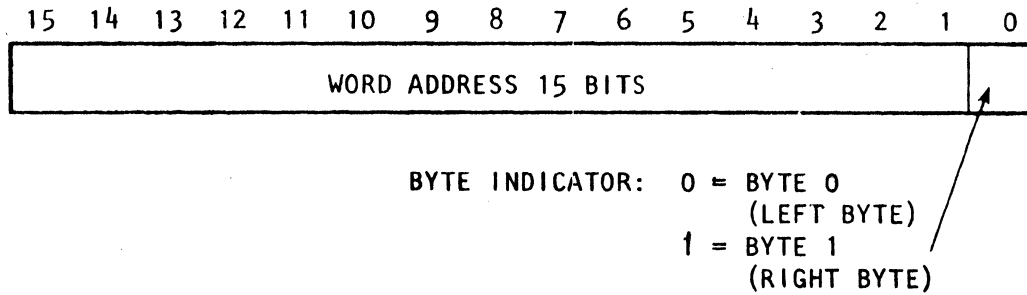 15 14 13 12 11 10 9 8 7 6 5 4 3 2 1 0
WORD ADDRESS 15 BITS
BYTE INDICATOR: 0 = BYTE 0
(LEFT BYTE)
1 = BYTE 1
(RIGHT BYTE)